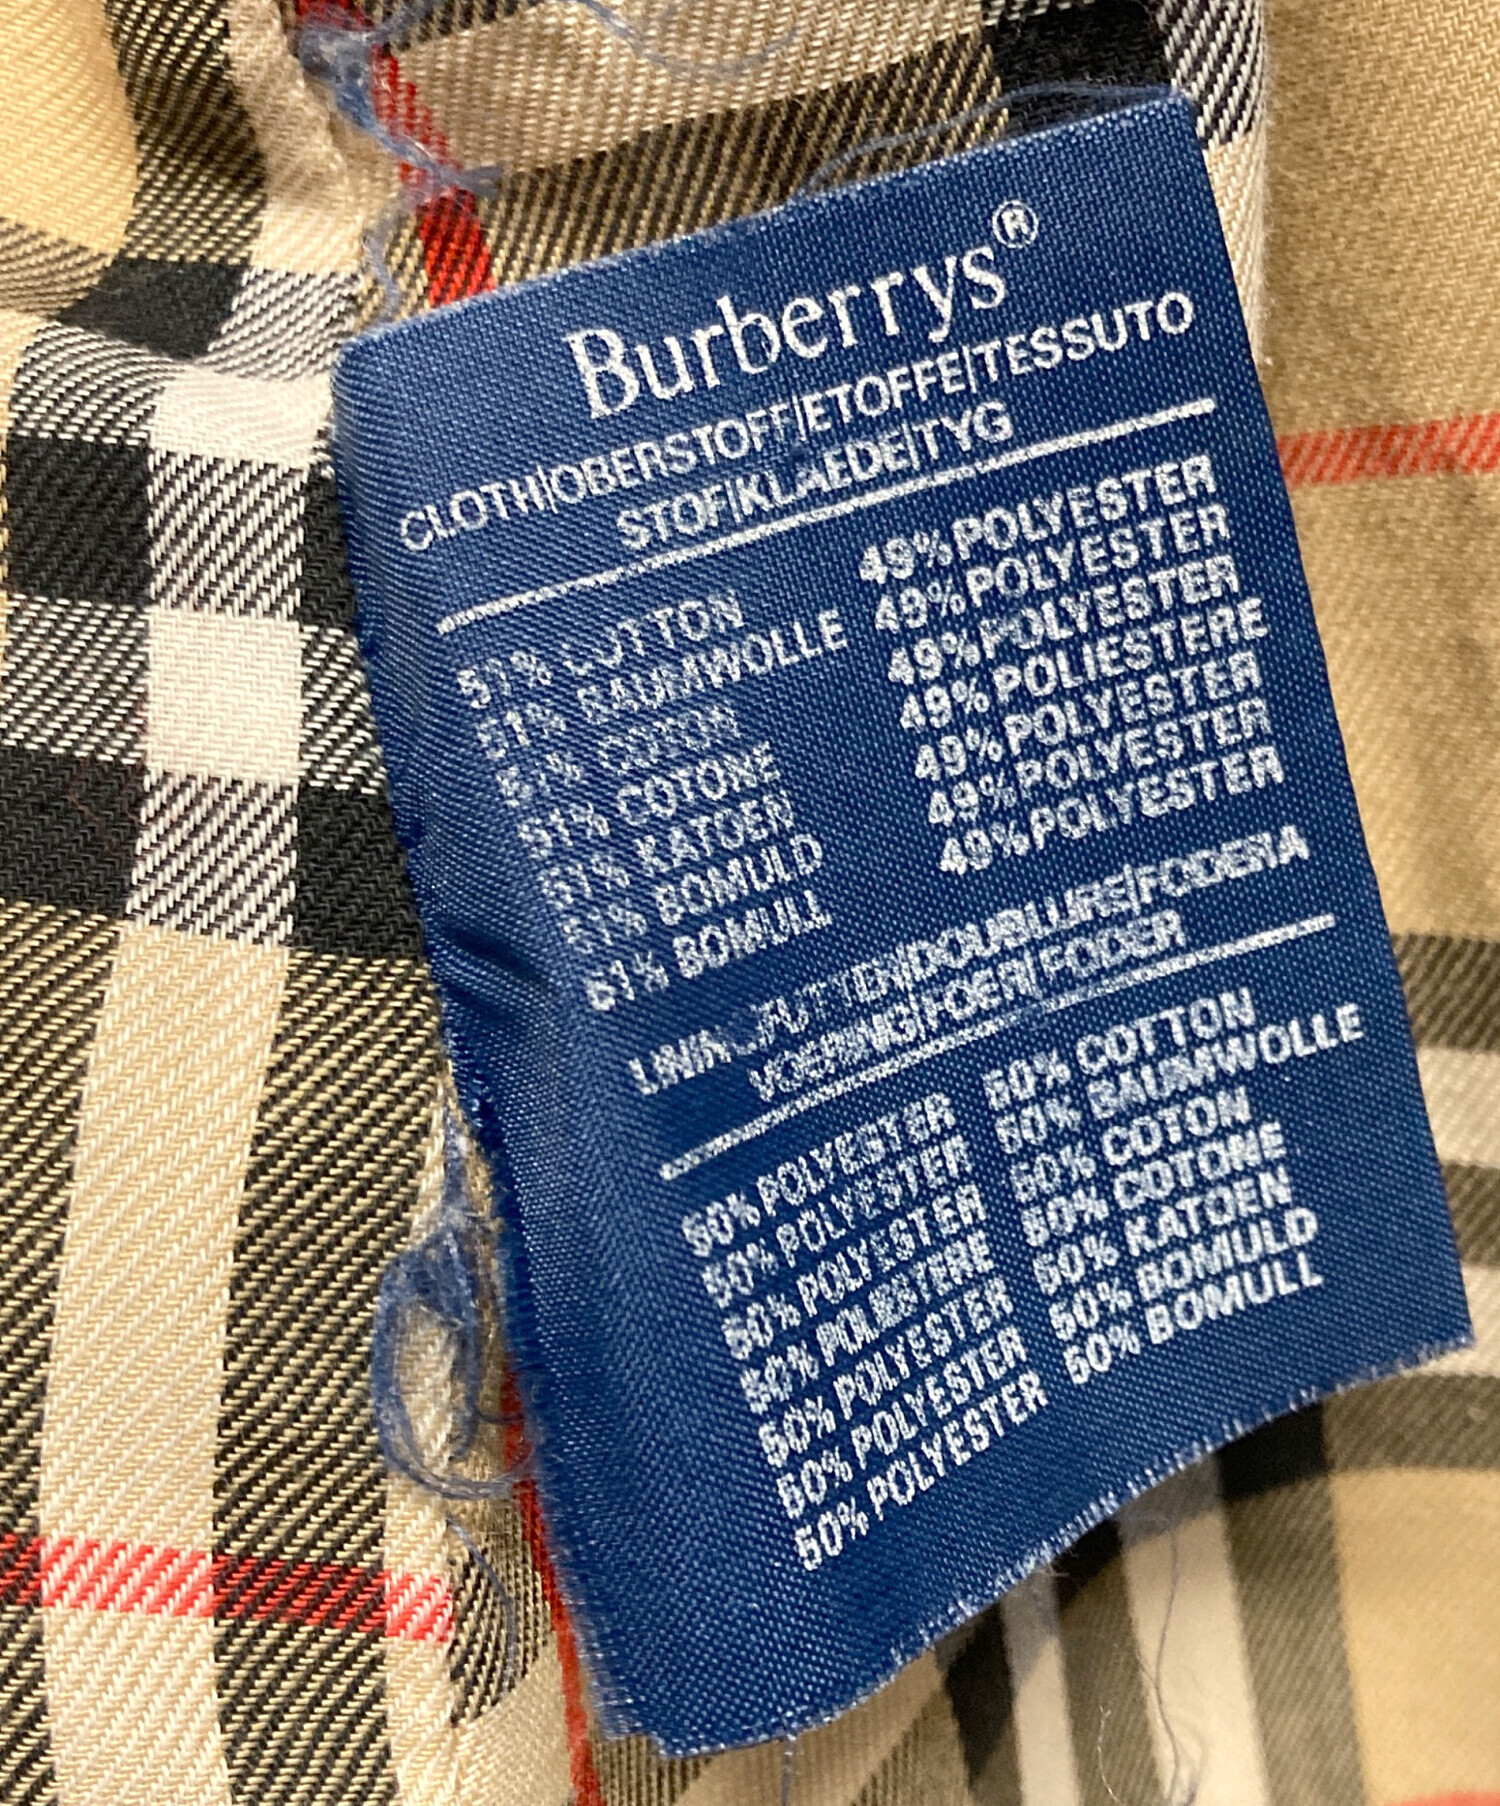 Burberrys®
CLOTH/OBERSTOFF/ETOFFE/TESSUTO
STOF/KLAEDE/TYG
51% COTTON 49% POLYESTER
51% BAUMWOLLE 49% POLYESTER
51% COTON 49% POLYESTER
51% COTONE 49% POLIESTERE
51% KATOEN 49% POLYESTER
51% BOMULD 49% POLYESTER
51% BOMULL 49% POLYESTER
FUTTER/DOUBLURE/FODERA
VOERING/FOER/FODER
50% POLYESTER 50% COTTON
50% POLYESTER 50% BAUMWOLLE
50% POLYESTER 50% COTON
50% POLIESTERE 50% COTONE
50% POLYESTER 50% KATOEN
50% POLYESTER 50% BOMULD
50% POLYESTER 50% BOMULL